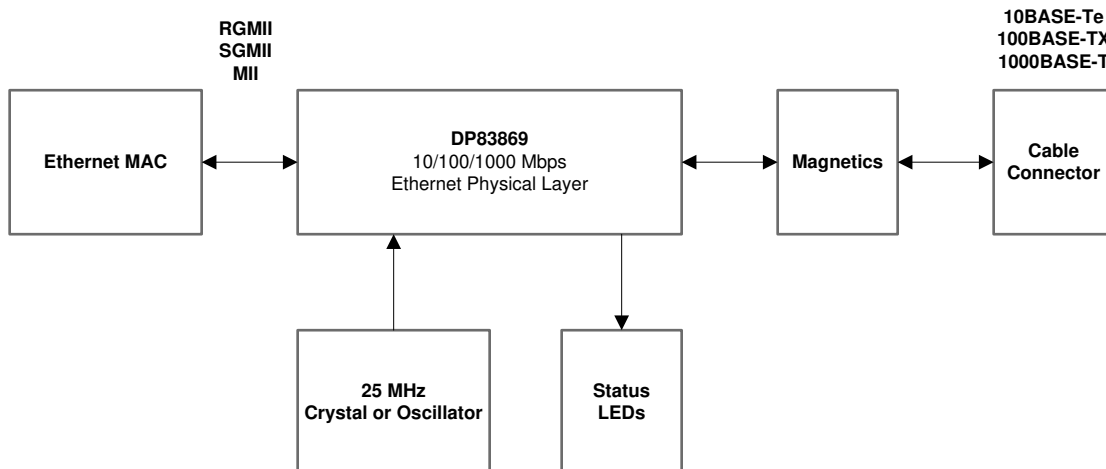 RGMII
SGMII
MII
10BASE-Te
100BASE-TX
1000BASE-T
Ethernet MAC
DP83869
10/100/1000 Mbps
Ethernet Physical Layer
Magnetics
Cable
Connector
25 MHz
Crystal or Oscillator
Status
LEDs